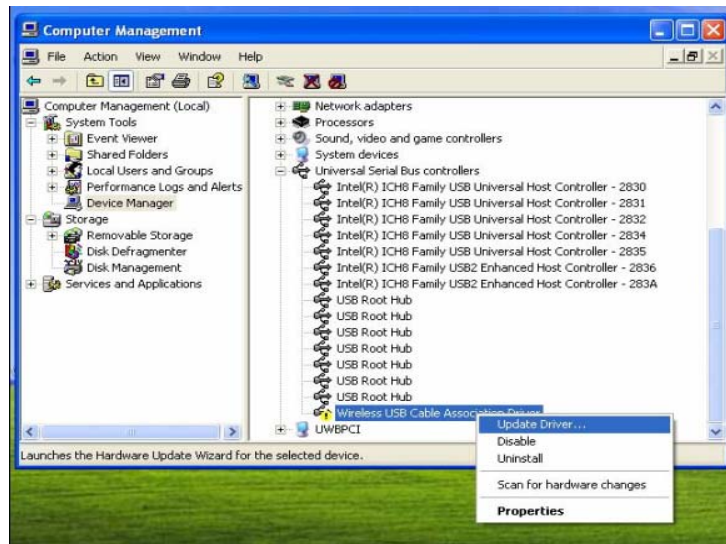 Computer Management
File Action View Window Help
Computer Management (Local)
System Tools
Event Viewer
Shared Folders
Local Users and Groups
Performance Logs and Alerts
Device Manager
Storage
Removable Storage
Disk Defragmenter
Disk Management
Services and Applications
Network adapters
Processors
Sound, video and game controllers
System devices
Universal Serial Bus controllers
Intel(R) ICH8 Family USB Universal Host Controller - 2830
Intel(R) ICH8 Family USB Universal Host Controller - 2831
Intel(R) ICH8 Family USB Universal Host Controller - 2832
Intel(R) ICH8 Family USB Universal Host Controller - 2834
Intel(R) ICH8 Family USB Universal Host Controller - 2835
Intel(R) ICH8 Family USB2 Enhanced Host Controller - 2836
Intel(R) ICH8 Family USB2 Enhanced Host Controller - 283A
USB Root Hub
USB Root Hub
USB Root Hub
USB Root Hub
USB Root Hub
USB Root Hub
USB Root Hub
Wireless USB Cable Association Driver
UWBPCI
Update Driver...
Disable
Uninstall
Scan for hardware changes
Properties
Launches the Hardware Update Wizard for the selected device.